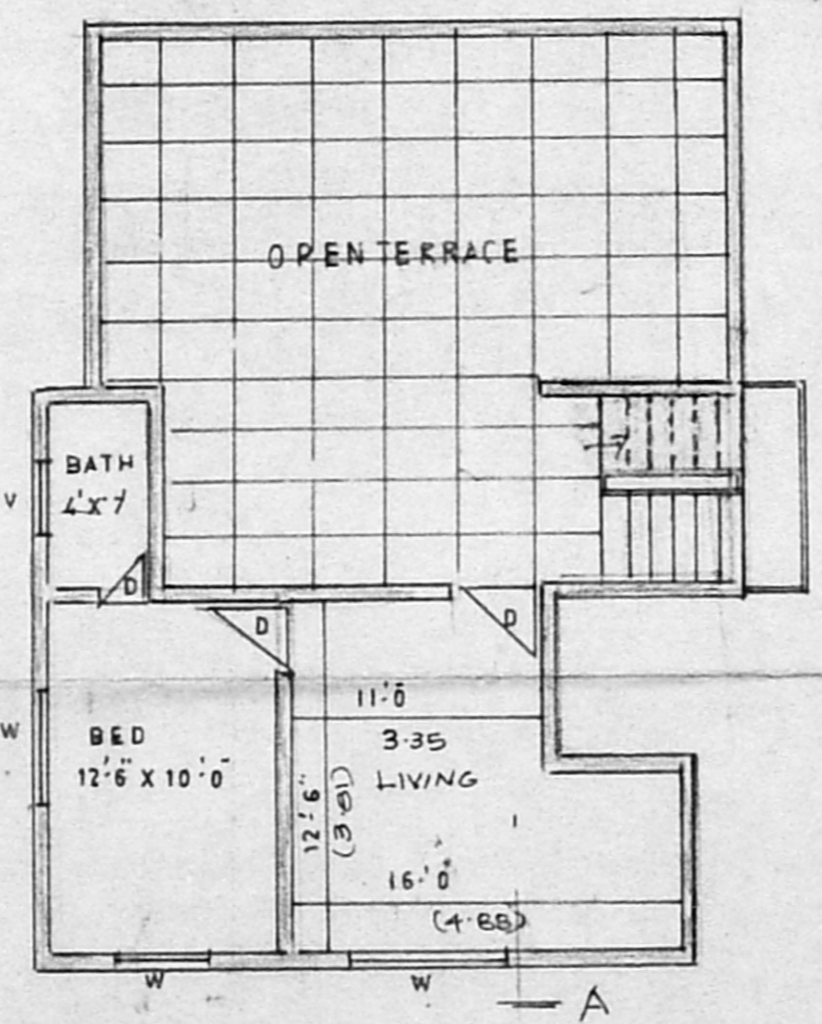 OPEN TERRACE
BATH
4' X 7'
V
D
D
D
11'-0"
W
BED
12'-6" X 10'-0"
3.35
LIVING
12'-6"
(3.81)
16'-0"
(4.88)
W
W
A